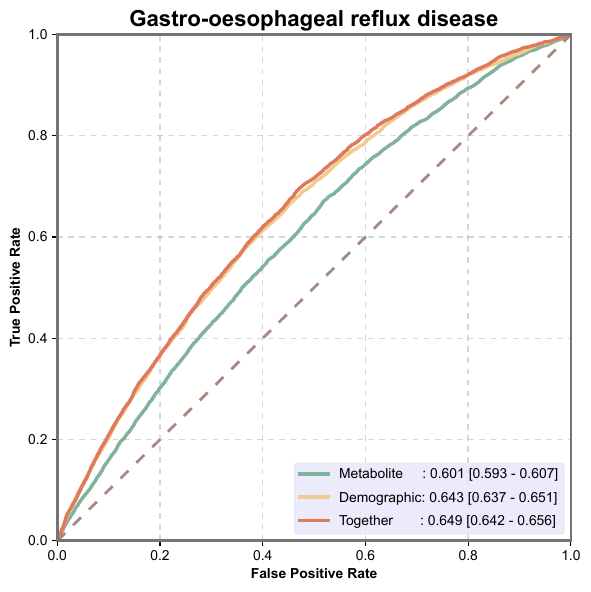 Gastro-oesophageal reflux disease
1.0
0.8
0.6
0.4
0.2
0.0
True Positive Rate
Metabolite : 0.601 [0.593 - 0.607]
Demographic: 0.643 [0.637 - 0.651]
Together : 0.649 [0.642 - 0.656]
0.0 0.2 0.4 0.6 0.8 1.0
False Positive Rate